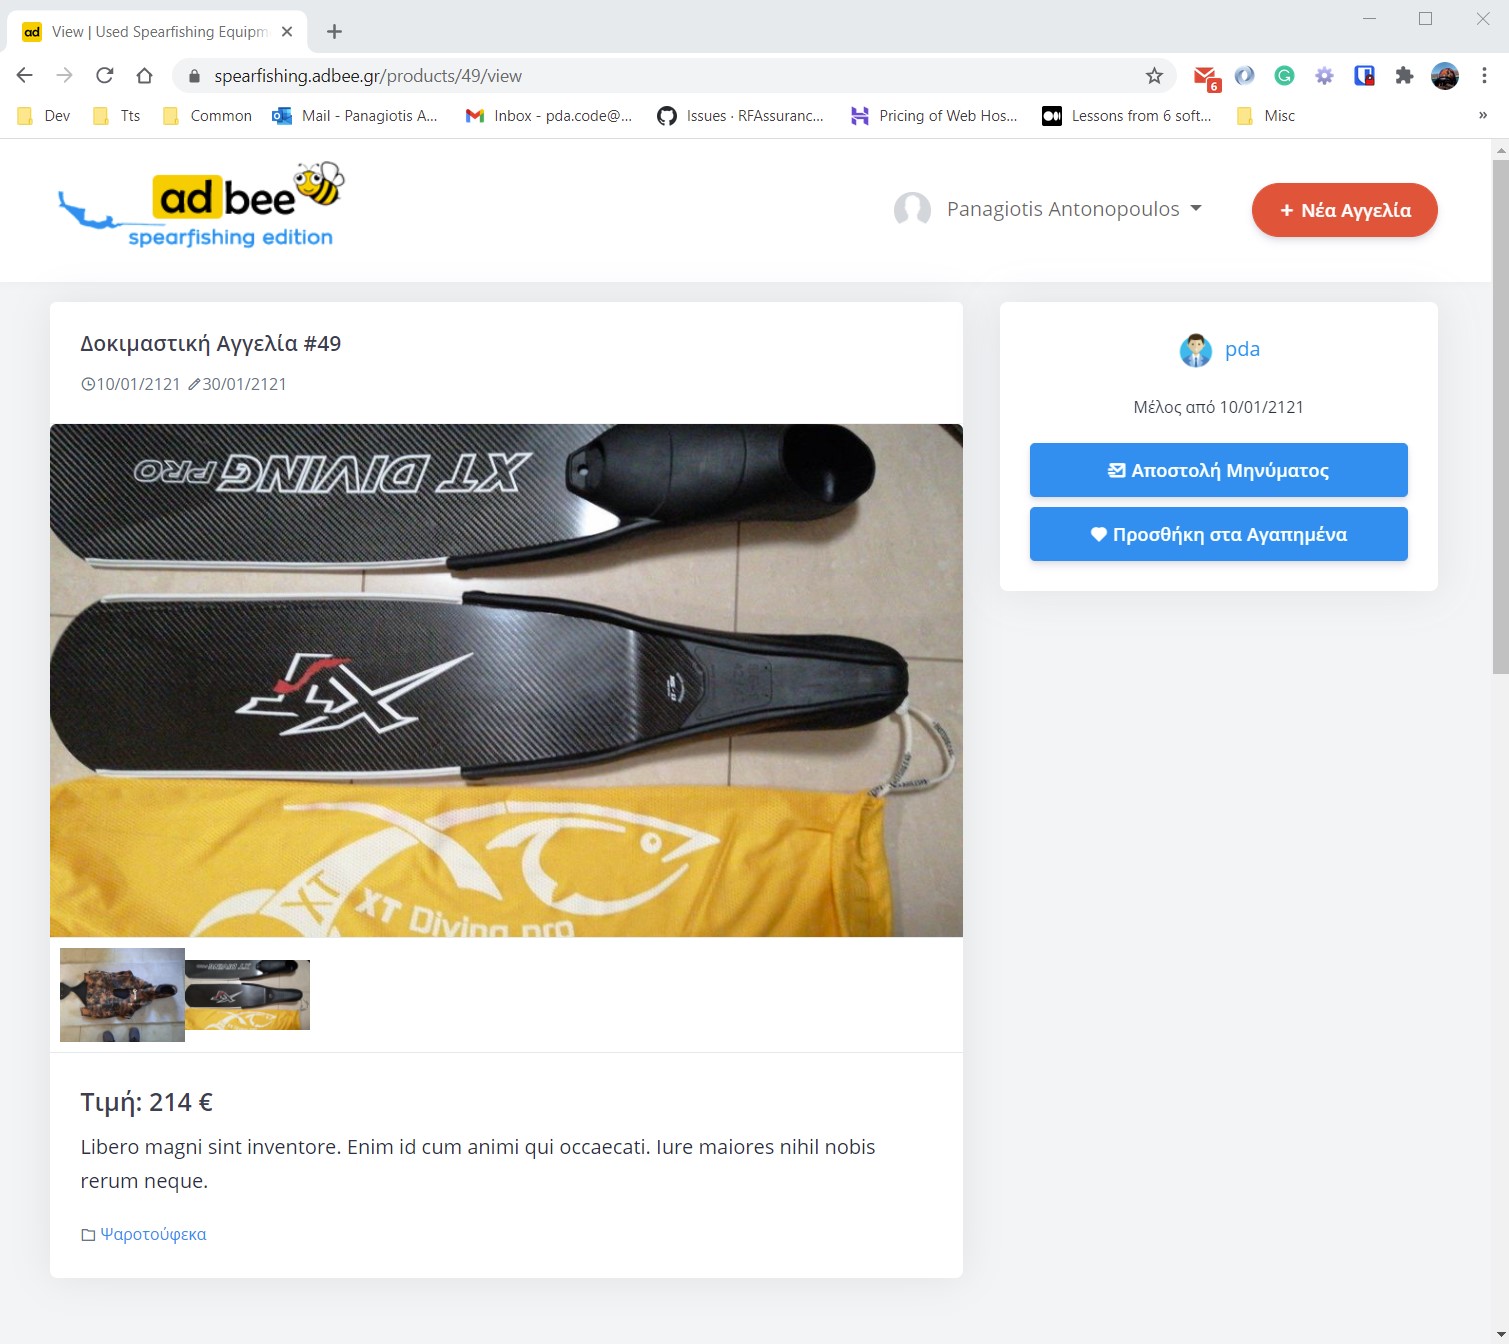 ad View | Used Spearfishing Equipm
spearfishing.adbee.gr/products/49/view
6
Dev Tts Common Mail - Panagiotis A... Inbox - pda.code@... Issues · RFAssuranc... Pricing of Web Hos... Lessons from 6 soft... Misc »
ad bee
spearfishing edition
Panagiotis Antonopoulos
+ Νέα Αγγελία
Δοκιμαστική Αγγελία #49
10/01/2121 30/01/2121
XT DIVING PRO
XT
XT XT Diving pro
Τιμή: 214 €
Libero magni sint inventore. Enim id cum animi qui occaecati. Iure maiores nihil nobis
rerum neque.
Ψαροτούφεκα
pda
Μέλος από 10/01/2121
Αποστολή Μηνύματος
Προσθήκη στα Αγαπημένα